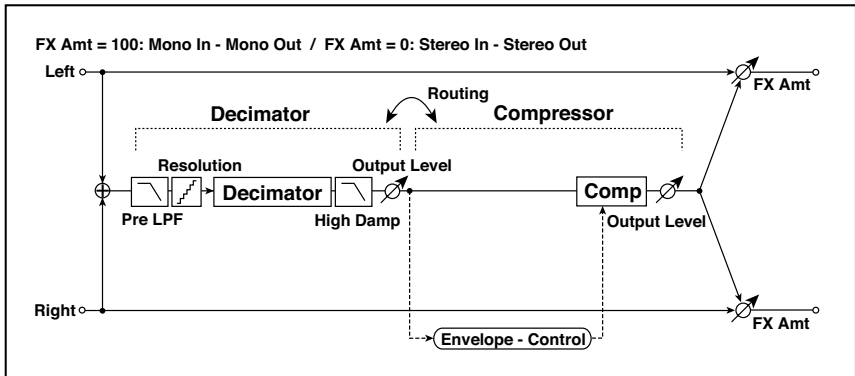 FX Amt = 100: Mono In - Mono Out / FX Amt = 0: Stereo In - Stereo Out
Left
FX Amt
Routing
Decimator
Compressor
Resolution
Output Level
Decimator
Comp
Pre LPF
High Damp
Output Level
Right
FX Amt
Envelope - Control